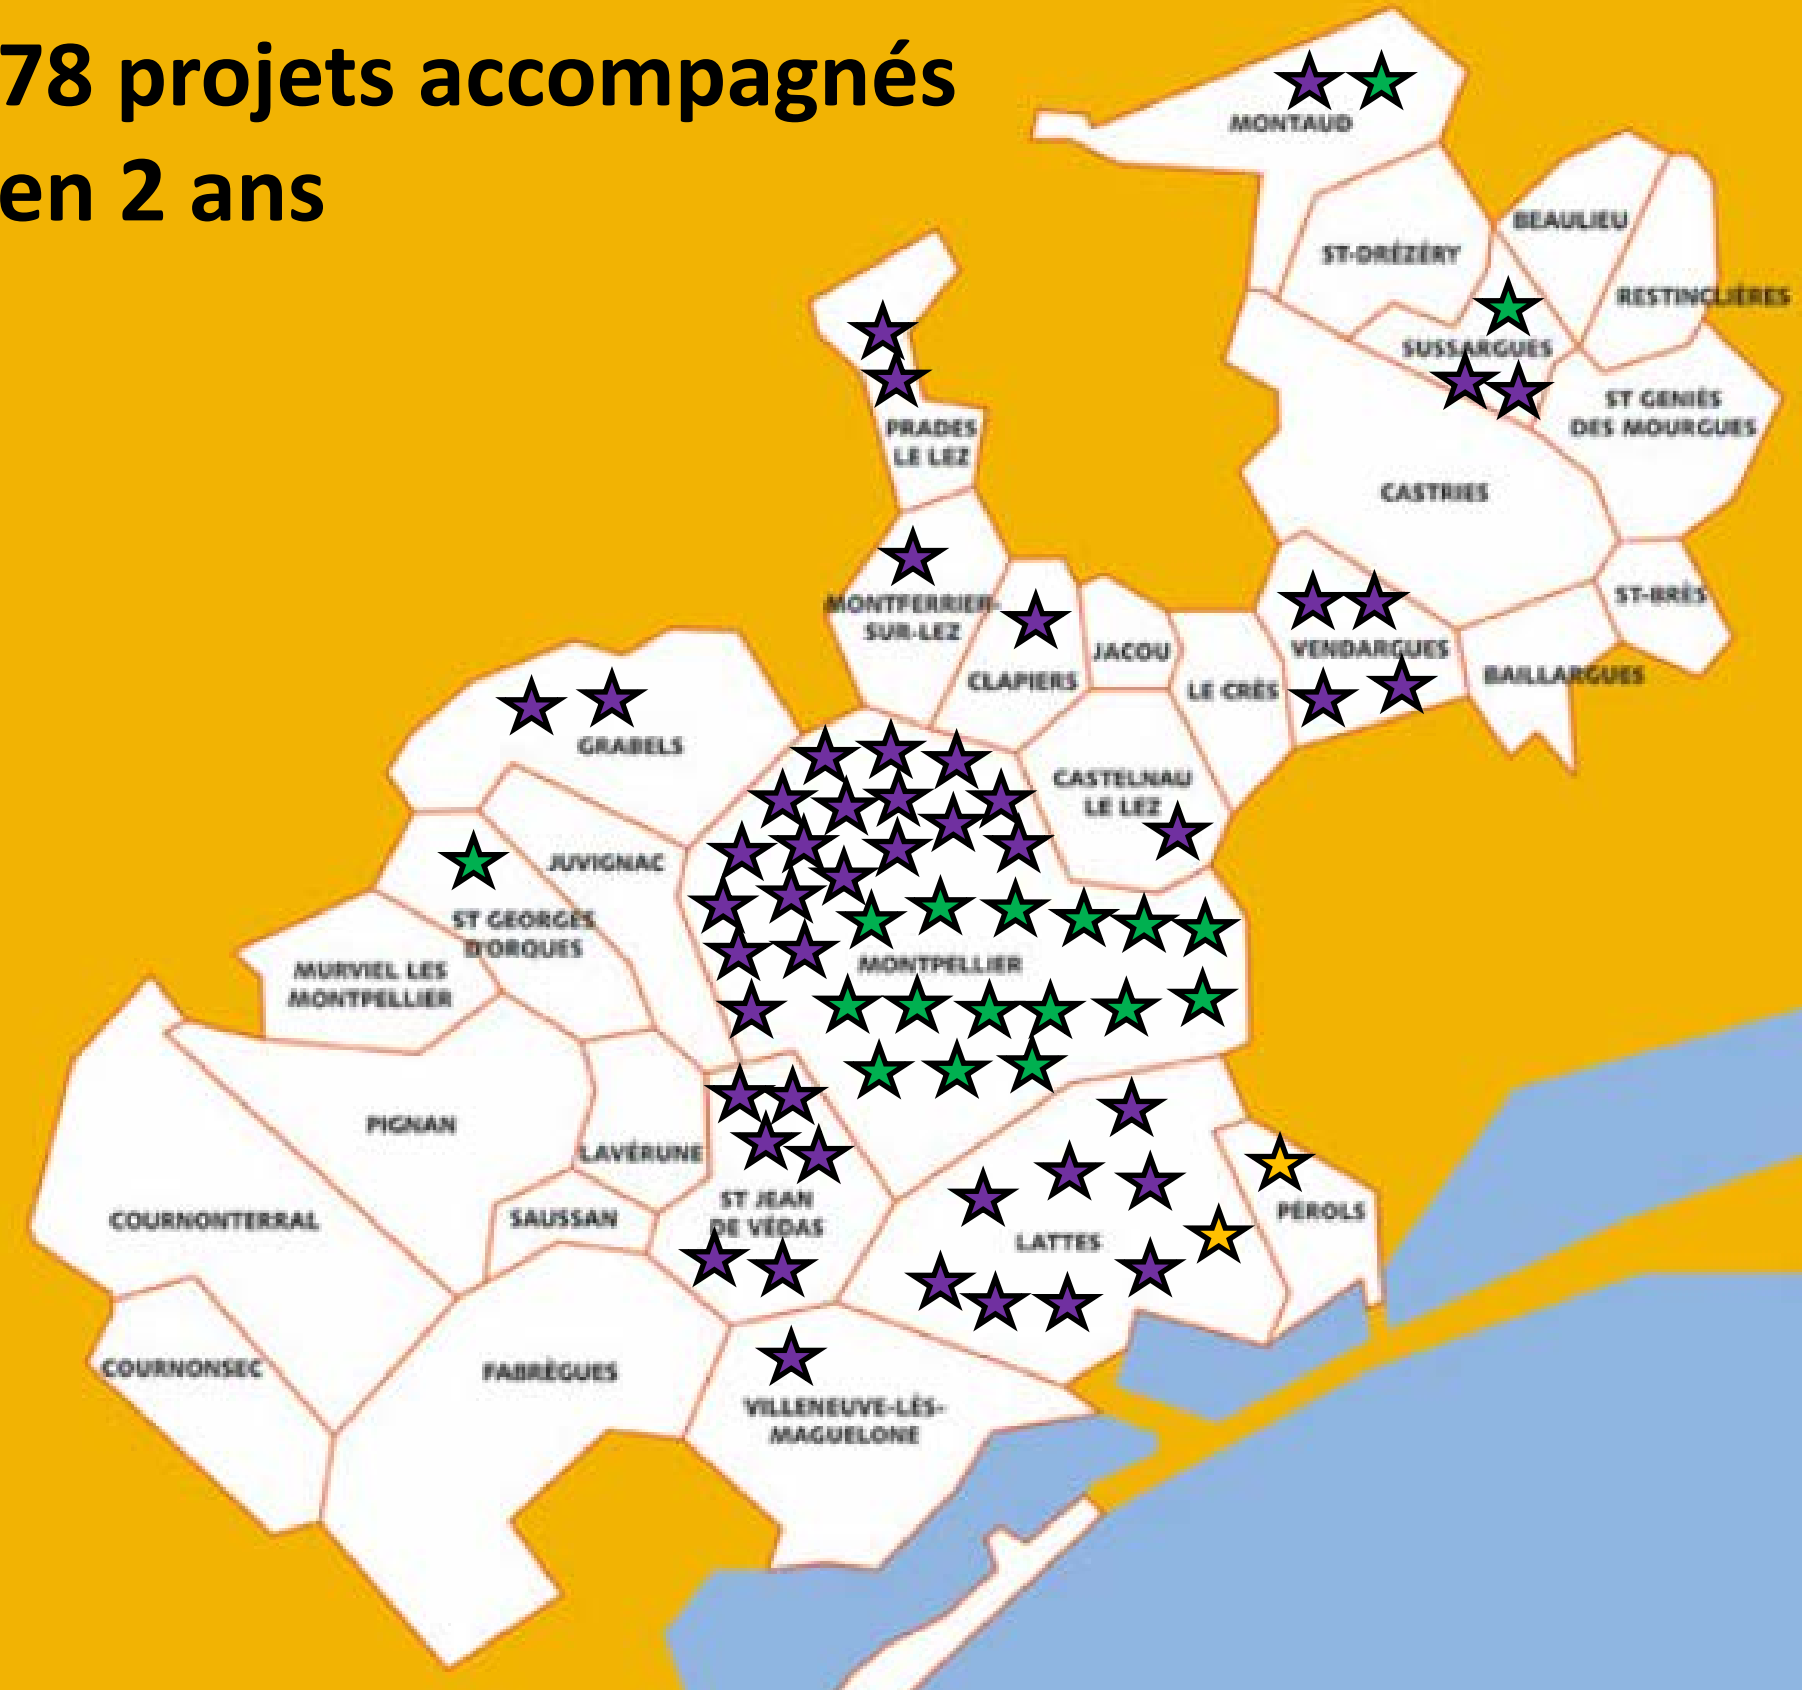 78 projets accompagnés
en 2 ans
MONTAUD
BEAULIEU
ST-DRÉZÉRY
RESTINCLIÈRES
SUSSARGUES
ST GENIÈS
DES MOURGUES
PRADES
LE LEZ
CASTRIES
MONTFERRIER-
SUR-LEZ
ST-BRÈS
JACOU
VENDARGUES
CLAPIERS
LE CRÈS
BAILLARGUES
GRABELS
CASTELNAU
LE LEZ
JUVIGNAC
ST GEORGES
D'ORQUES
MURVIEL LES
MONTPELLIER
MONTPELLIER
PIGNAN
LAVÉRUNE
ST JEAN
DE VÉDAS
COURNONTERRAL
SAUSSAN
LATTES
PÉROLS
COURNONSEC
FABRÈGUES
VILLENEUVE-LÈS-
MAGUELONE